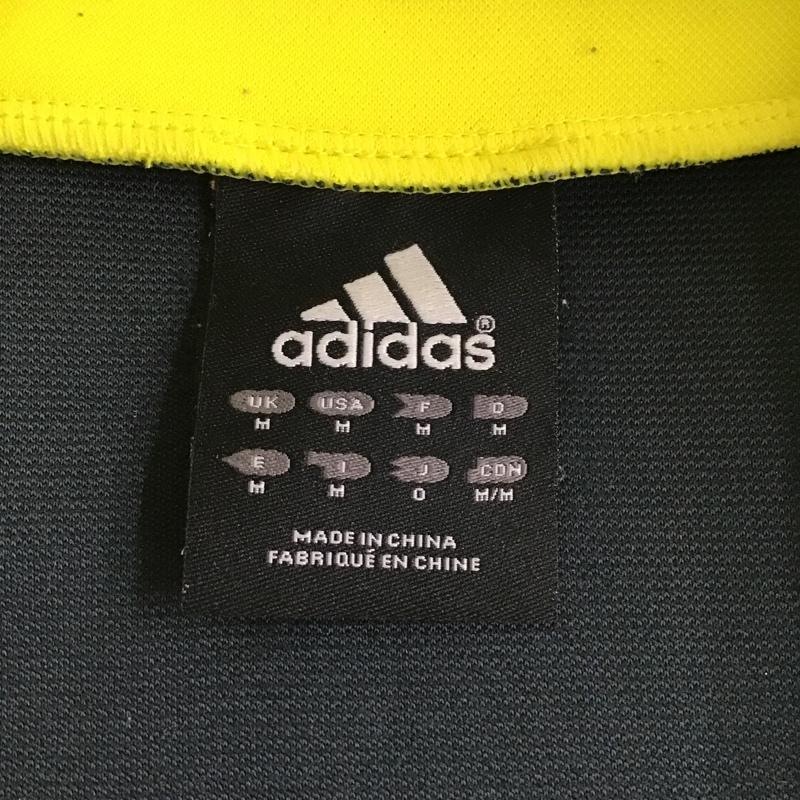 adidas®
UK USA F D
M M M M
E I J CDN
M M O M/M
MADE IN CHINA
FABRIQUÉ EN CHINE